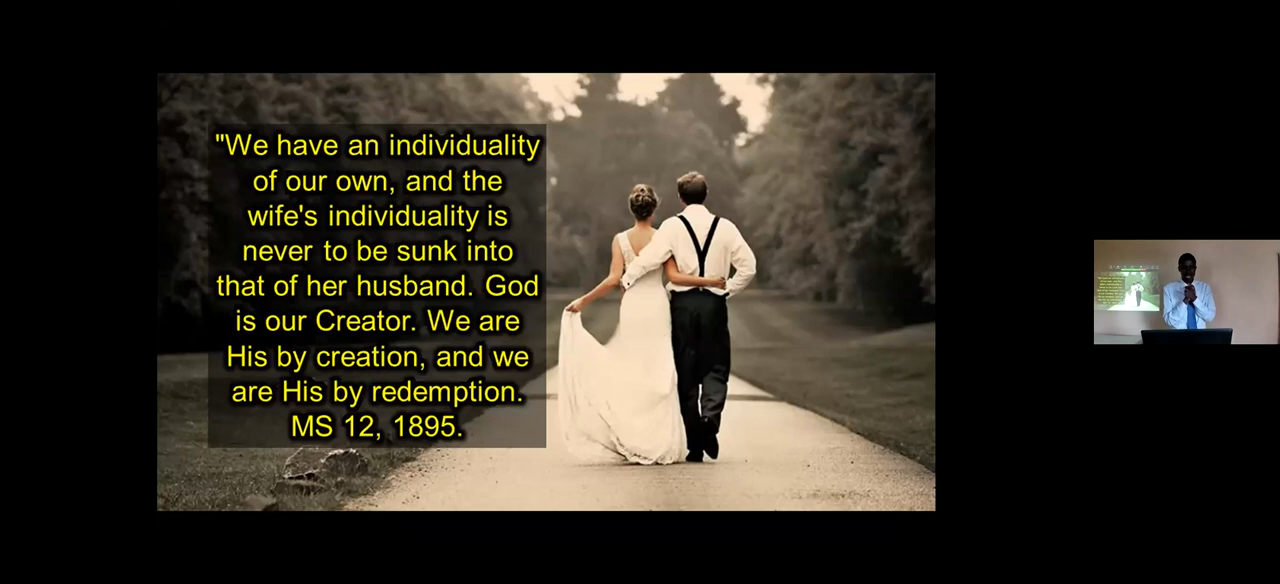 "We have an individuality
of our own, and the
wife's individuality is
never to be sunk into
that of her husband. God
is our Creator. We are
His by creation, and we
are His by redemption.
MS 12, 1895.